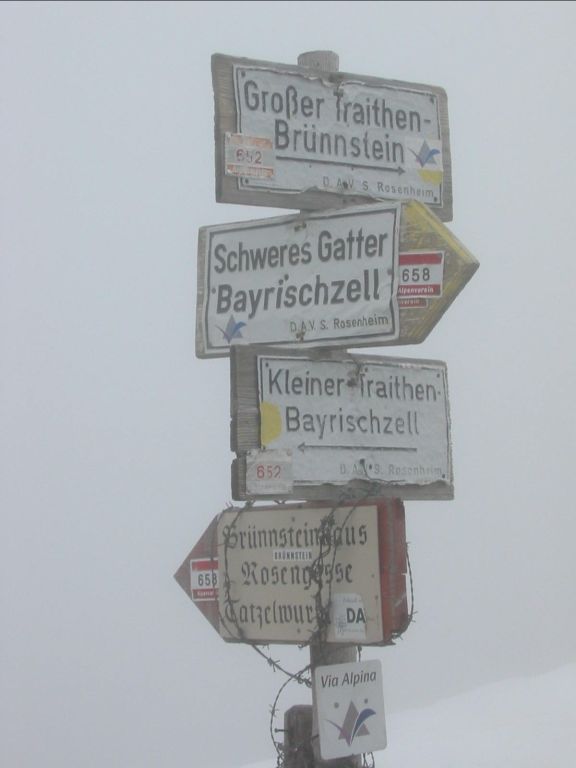 Großer Traithen-
Brünnstein
652
D.A.V. S. Rosenheim
Schweres Gatter
Bayrischzell
D.A.V. S. Rosenheim
658
Alpenverein
Kleiner Traithen-
Bayrischzell
652
D.A.V. S. Rosenheim
Brünnsteinhaus
BRÜNNSTEIN
Rosengasse
658
Tatzelwurm
DA
Via Alpina